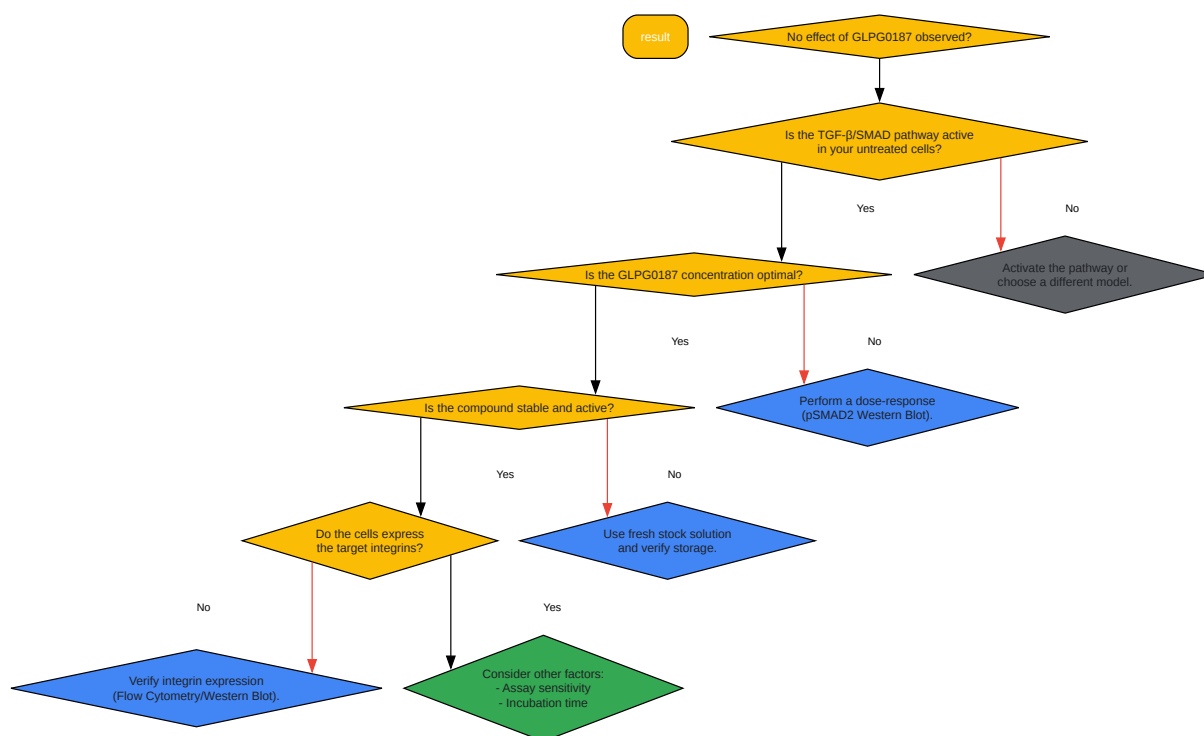 result
No effect of GLPG0187 observed?
Is the TGF-β/SMAD pathway active
in your untreated cells?
Yes
No
Is the GLPG0187 concentration optimal?
Activate the pathway or
choose a different model.
Yes
No
Is the compound stable and active?
Perform a dose-response
(pSMAD2 Western Blot).
Yes
No
Do the cells express
the target integrins?
Use fresh stock solution
and verify storage.
No
Yes
Verify integrin expression
(Flow Cytometry/Western Blot).
Consider other factors:
- Assay sensitivity
- Incubation time